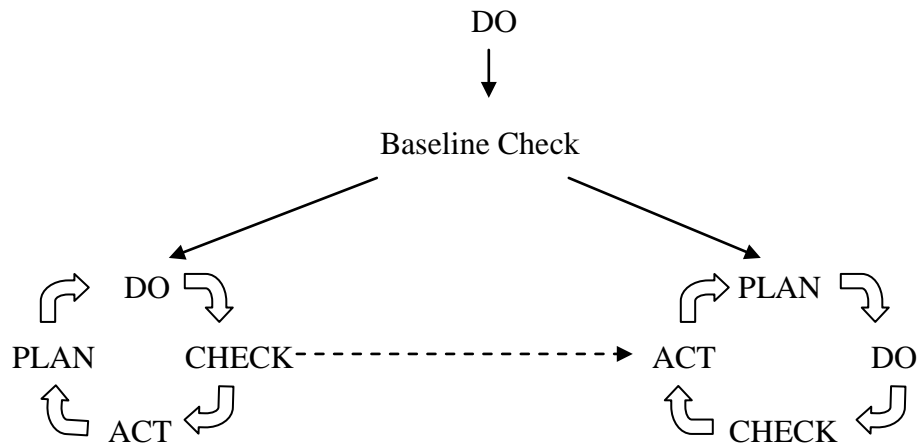 DO
Baseline Check
DO
PLAN
PLAN CHECK
ACT DO
ACT
CHECK